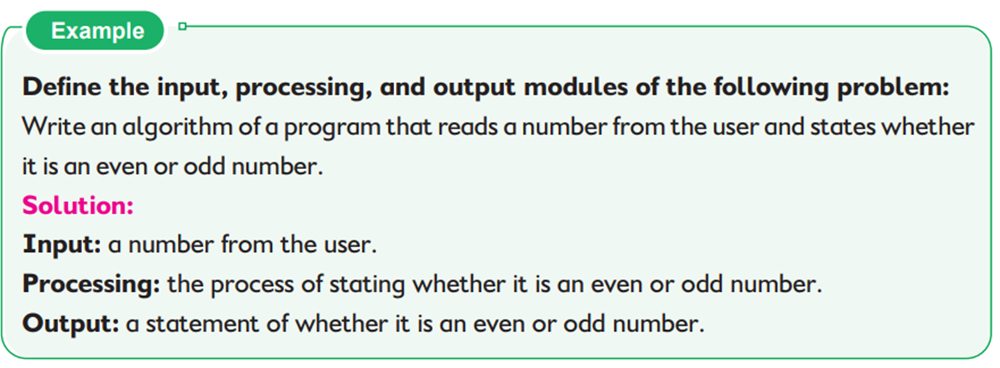 Example
Define the input, processing, and output modules of the following problem:
Write an algorithm of a program that reads a number from the user and states whether
it is an even or odd number.
Solution:
Input: a number from the user.
Processing: the process of stating whether it is an even or odd number.
Output: a statement of whether it is an even or odd number.